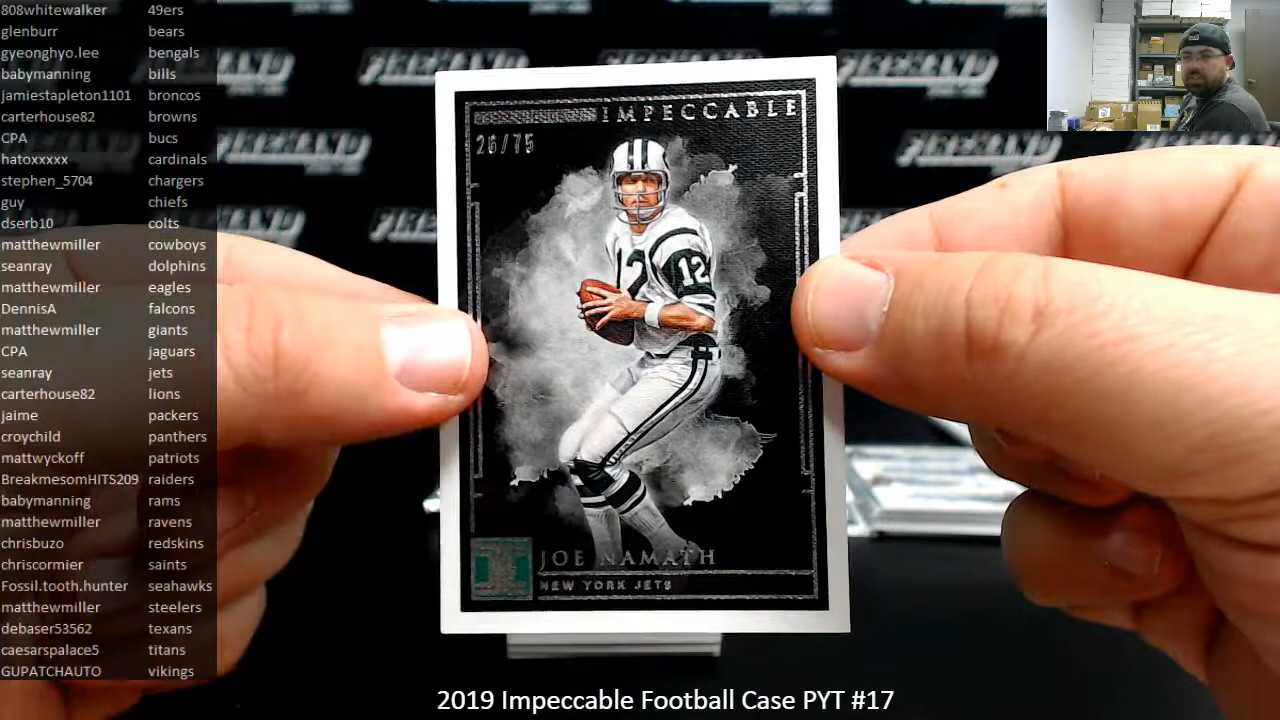 808whitewalker 49ers
glenburr bears
gyeonghyo.lee bengals
babymanning bills
jamiestapleton1101 broncos
carterhouse82 browns
CPA bucs
hatoxxxxx cardinals
stephen_5704 chargers
guy chiefs
dserb10 colts
matthewmiller cowboys
seanray dolphins
matthewmiller eagles
DennisA falcons
matthewmiller giants
CPA jaguars
seanray jets
carterhouse82 lions
jaime packers
croychild panthers
mattwyckoff patriots
BreakmesomHITS209 raiders
babymanning rams
matthewmiller ravens
chrisbuzo redskins
chriscormier saints
Fossil.tooth.hunter seahawks
matthewmiller steelers
debaser53562 texans
caesarspalace5 titans
GUPATCHAUTO vikings
FIREHAND
FIREHAND
IMPECCABLE
26/75
12
12
JOE NAMATH
NEW YORK JETS
2019 Impeccable Football Case PYT #17